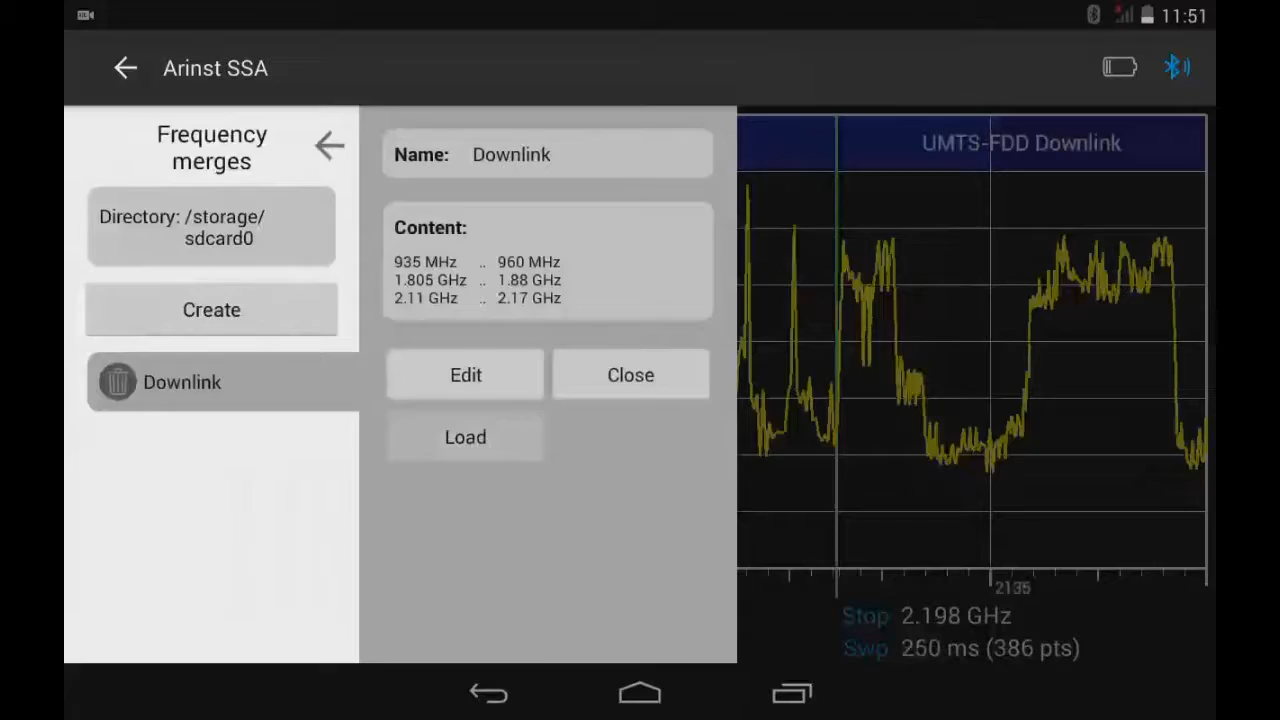 11:51
Arinst SSA
Frequency
merges
Directory: /storage/
sdcard0
Create
Downlink
Name: Downlink
Content:
935 MHz .. 960 MHz
1.805 GHz .. 1.88 GHz
2.11 GHz .. 2.17 GHz
Edit Close
Load
UMTS-FDD Downlink
2135
Stop 2.198 GHz
Swp 250 ms (386 pts)